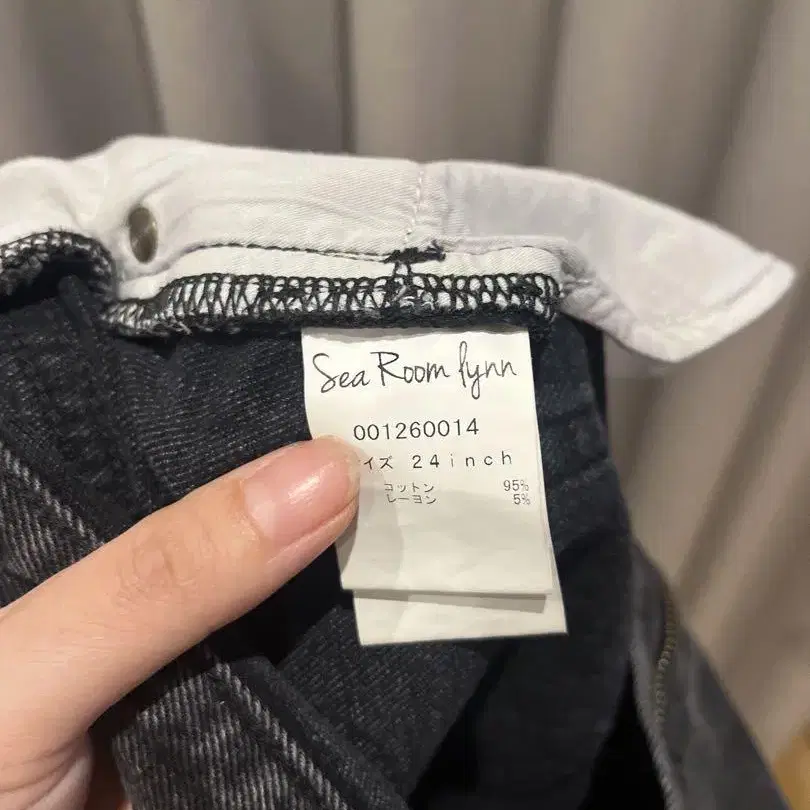 Sea Room lynn
001260014
イズ 24inch
コットン 95%
レーヨン 5%